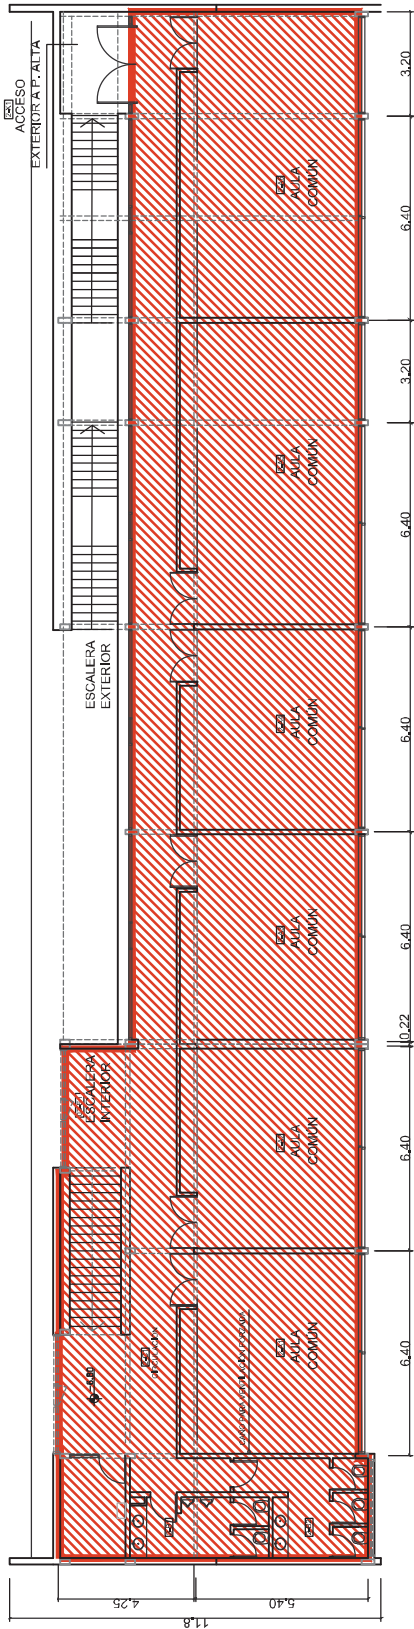 ACCESO
EXTERIOR A P. ALTA
ESCALERA
EXTERIOR
ESCALERA
INTERIOR
AULA
COMÚN
AULA
COMÚN
AULA
COMÚN
AULA
COMÚN
AULA
COMÚN
AULA
COMÚN
3.20
6.40
3.20
6.40
6.40
6.40
0.22
6.40
6.40
4.25
5.40
11.8